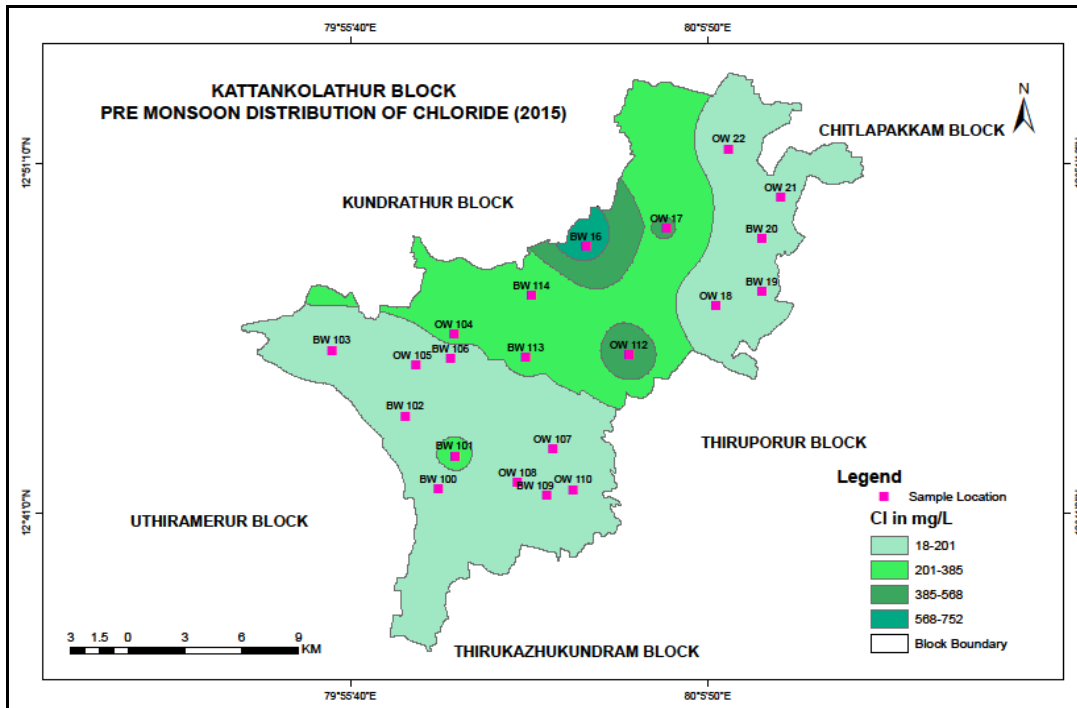 79°55'40"E
80°5'50"E
KATTANKOLATHUR BLOCK
PRE MONSOON DISTRIBUTION OF CHLORIDE (2015)
N
CHITLAPAKKAM BLOCK
12°51'10"N
KUNDRATHUR BLOCK
OW 22
OW 21
OW 17
BW 16
BW 20
BW 114
BW 19
OW 18
OW 104
BW 103
OW 105
BW 106
BW 113
OW 112
BW 102
BW 101
OW 107
THIRUPORUR BLOCK
BW 100
OW 108
BW 109
OW 110
UTHIRAMERUR BLOCK
12°41'0"N
Legend
Sample Location
Cl in mg/L
18-201
201-385
385-568
568-752
Block Boundary
3 1.5 0 3 6 9
KM
THIRUKAZHUKUNDRAM BLOCK
79°55'40"E
80°5'50"E